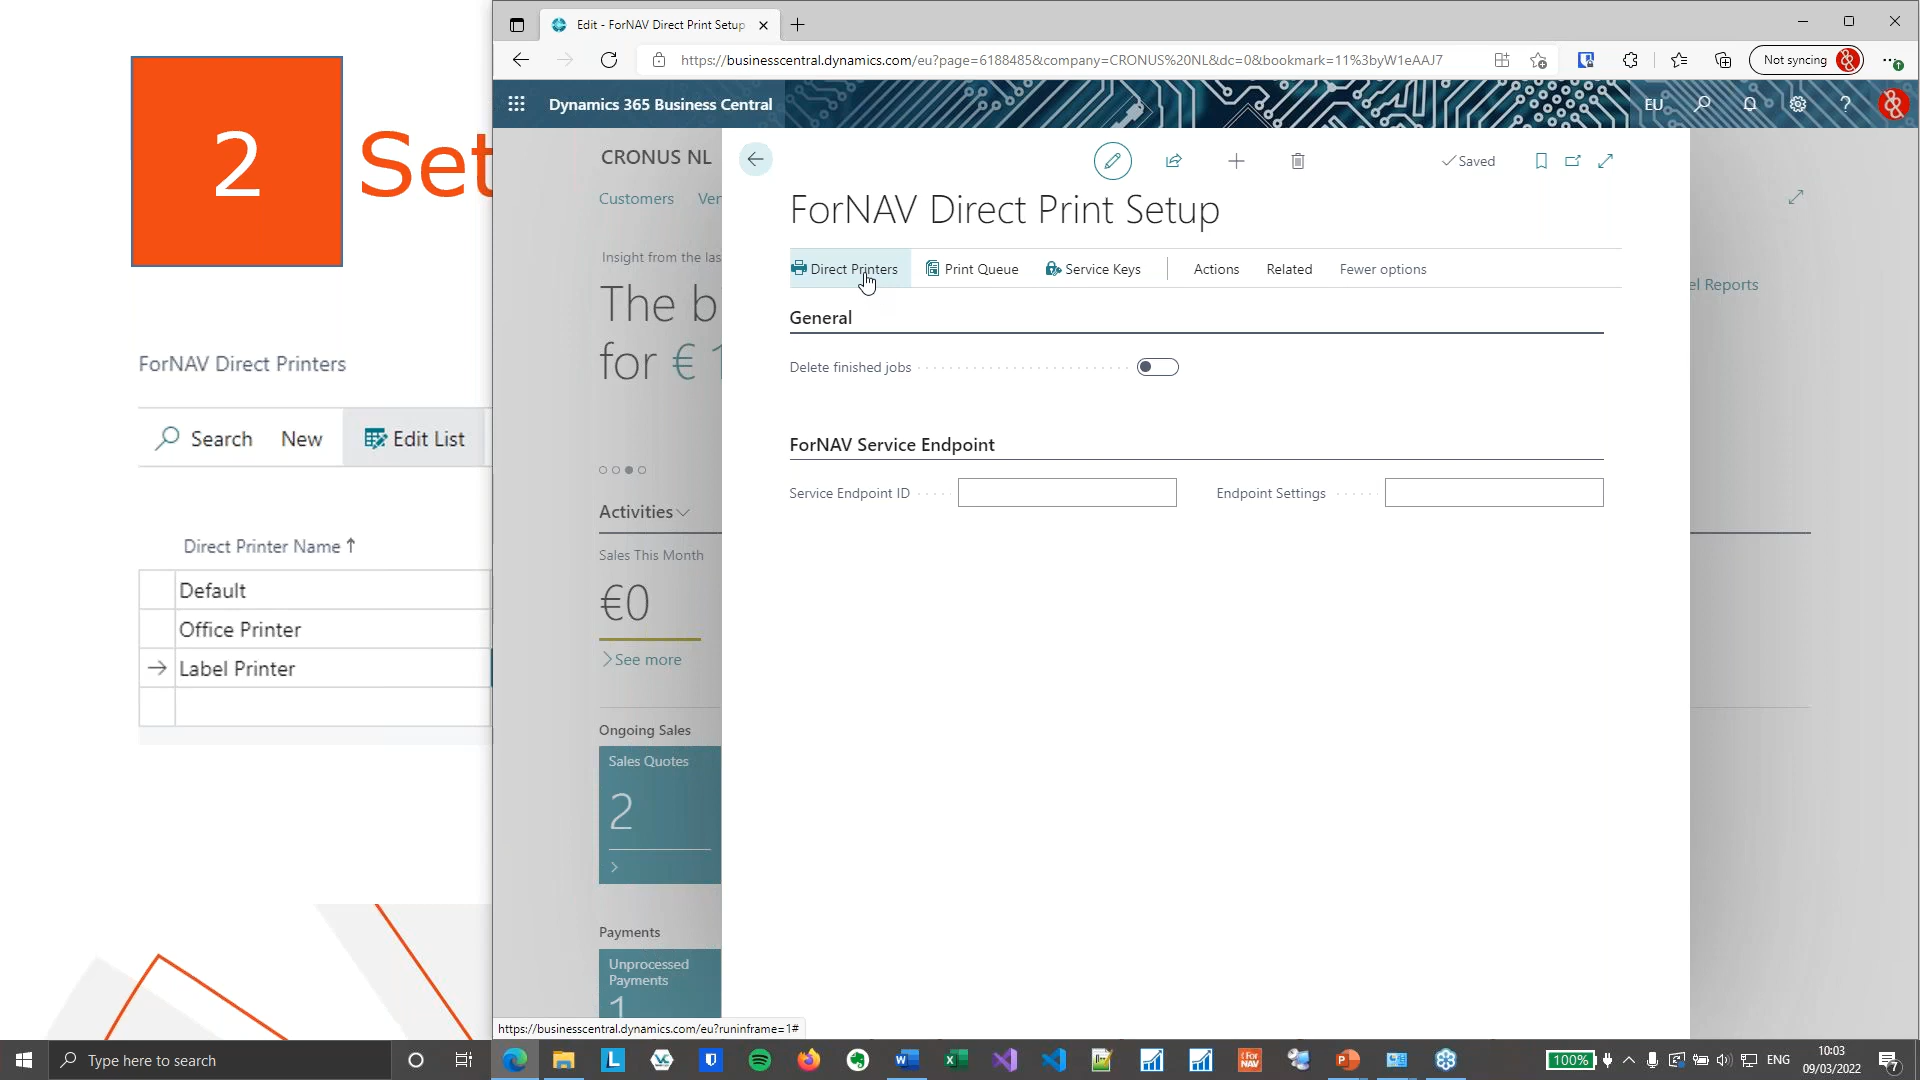 2 Set
ForNAV Direct Printers
Search New Edit List
Direct Printer Name ↑
Default
Office Printer
→ Label Printer
Edit - ForNAV Direct Print Setup
https://businesscentral.dynamics.com/eu?page=6188485&company=CRONUS%20NL&dc=0&bookmark=11%3byW1eAAJ7
Not syncing
Dynamics 365 Business Central
EU
CRONUS NL
Customers Ver
Insight from the las
The b
for € 1
Activities
Sales This Month
€0
See more
Ongoing Sales
Sales Quotes
2
Payments
Unprocessed
Payments
1
Saved
ForNAV Direct Print Setup
Direct Printers Print Queue Service Keys Actions Related Fewer options
General
Delete finished jobs
ForNAV Service Endpoint
Service Endpoint ID Endpoint Settings
el Reports
https://businesscentral.dynamics.com/eu?runinframe=1#
Type here to search
100%
ENG
10:03
09/03/2022
7